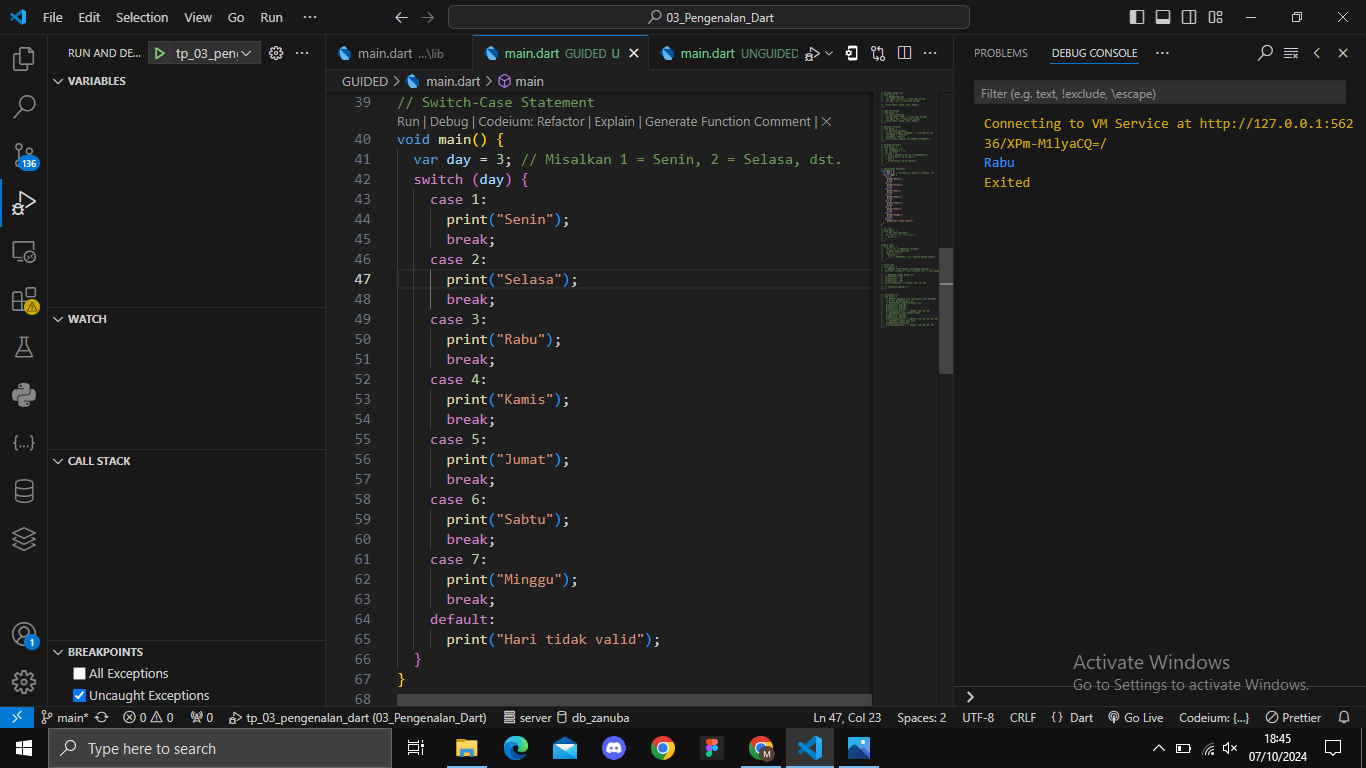 File Edit Selection View Go Run ··· 03_Pengenalan_Dart
RUN AND DE... tp_03_peng ···
VARIABLES
WATCH
CALL STACK
BREAKPOINTS
All Exceptions
Uncaught Exceptions
136
1
main.dart ...\lib main.dart GUIDED U main.dart UNGUIDED ···
GUIDED > main.dart > main
39 // Switch-Case Statement
Run | Debug | Codeium: Refactor | Explain | Generate Function Comment | ×
40 void main() {
41 var day = 3; // Misalkan 1 = Senin, 2 = Selasa, dst.
42 switch (day) {
43 case 1:
44 print("Senin");
45 break;
46 case 2:
47 print("Selasa");
48 break;
49 case 3:
50 print("Rabu");
51 break;
52 case 4:
53 print("Kamis");
54 break;
55 case 5:
56 print("Jumat");
57 break;
58 case 6:
59 print("Sabtu");
60 break;
61 case 7:
62 print("Minggu");
63 break;
64 default:
65 print("Hari tidak valid");
66 }
67 }
68
PROBLEMS DEBUG CONSOLE ···
Filter (e.g. text, !exclude, \escape)
Connecting to VM Service at http://127.0.0.1:562
36/XPm-M1lyaCQ=/
Rabu
Exited
Activate Windows
Go to Settings to activate Windows.
main* 0 0 0 tp_03_pengenalan_dart (03_Pengenalan_Dart) server db_zanuba Ln 47, Col 23 Spaces: 2 UTF-8 CRLF {} Dart Go Live Codeium: {...} Prettier
Type here to search
M
18:45
07/10/2024